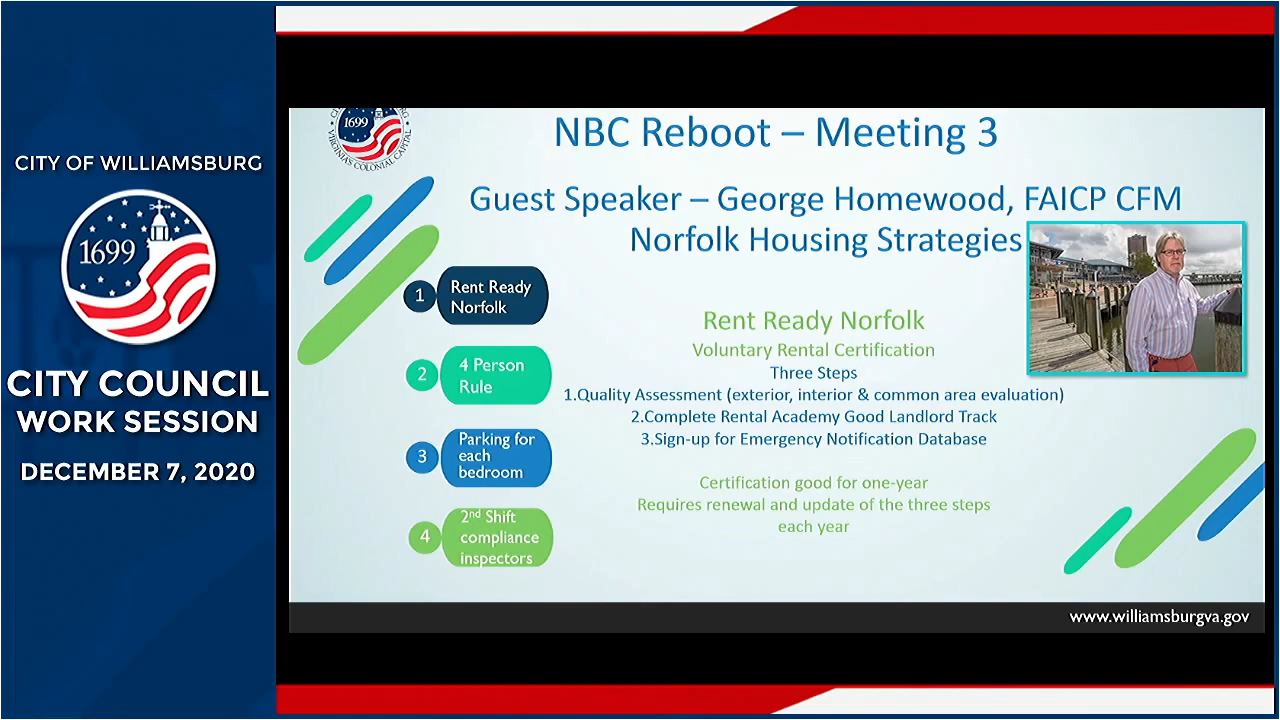 CITY OF WILLIAMSBURG
1699
CITY COUNCIL
WORK SESSION
DECEMBER 7, 2020
1699
VIRGINIA'S COLONIAL CAPITAL
NBC Reboot – Meeting 3
Guest Speaker – George Homewood, FAICP CFM
Norfolk Housing Strategies
1
Rent Ready
Norfolk
2
4 Person
Rule
3
Parking for
each
bedroom
4
2nd Shift
compliance
inspectors
Rent Ready Norfolk
Voluntary Rental Certification
Three Steps
1.Quality Assessment (exterior, interior & common area evaluation)
2.Complete Rental Academy Good Landlord Track
3.Sign-up for Emergency Notification Database
Certification good for one-year
Requires renewal and update of the three steps
each year
www.williamsburgva.gov